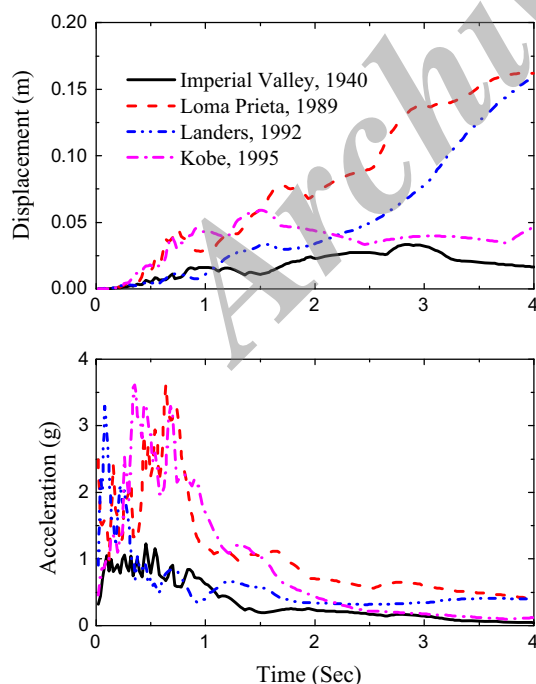 0.20
0.15
0.10
0.05
0.00
Displacement (m)
Imperial Valley, 1940
Loma Prieta, 1989
Landers, 1992
Kobe, 1995
0 1 2 3 4
Archi
4
3
2
1
0
Acceleration (g)
0 1 2 3 4
Time (Sec)